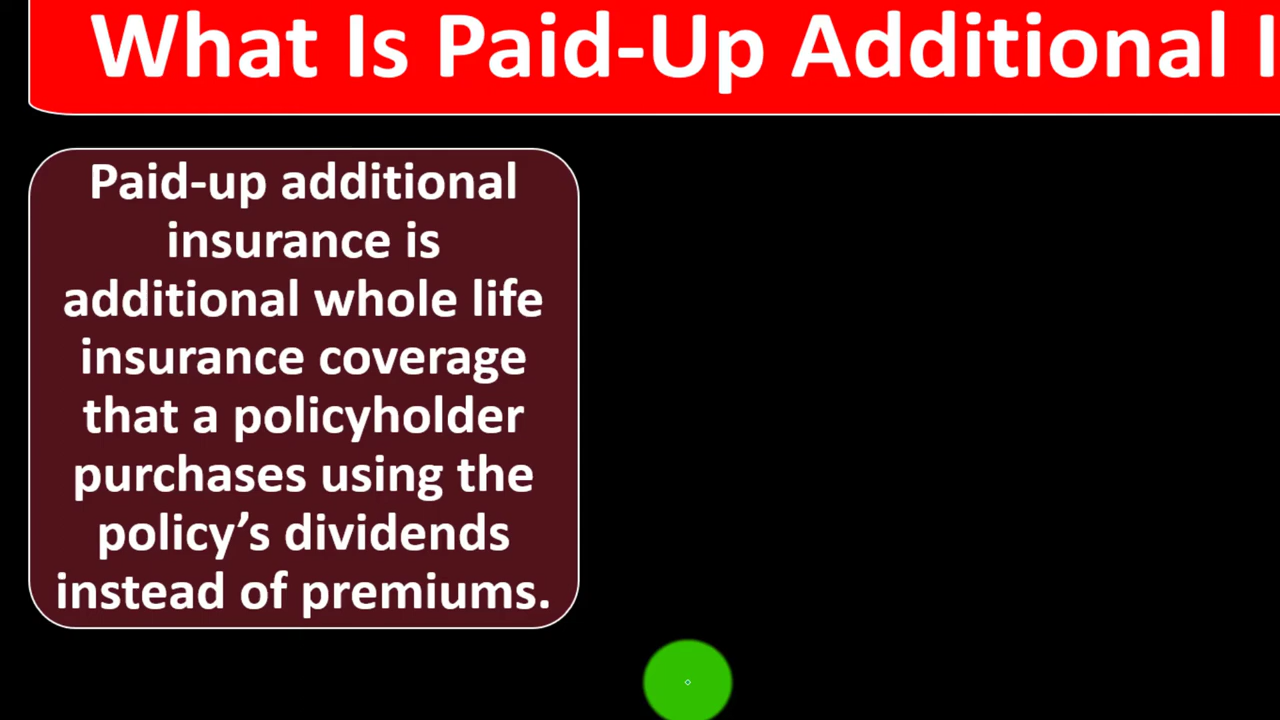 What Is Paid-Up Additional I
Paid-up additional
insurance is
additional whole life
insurance coverage
that a policyholder
purchases using the
policy’s dividends
instead of premiums.